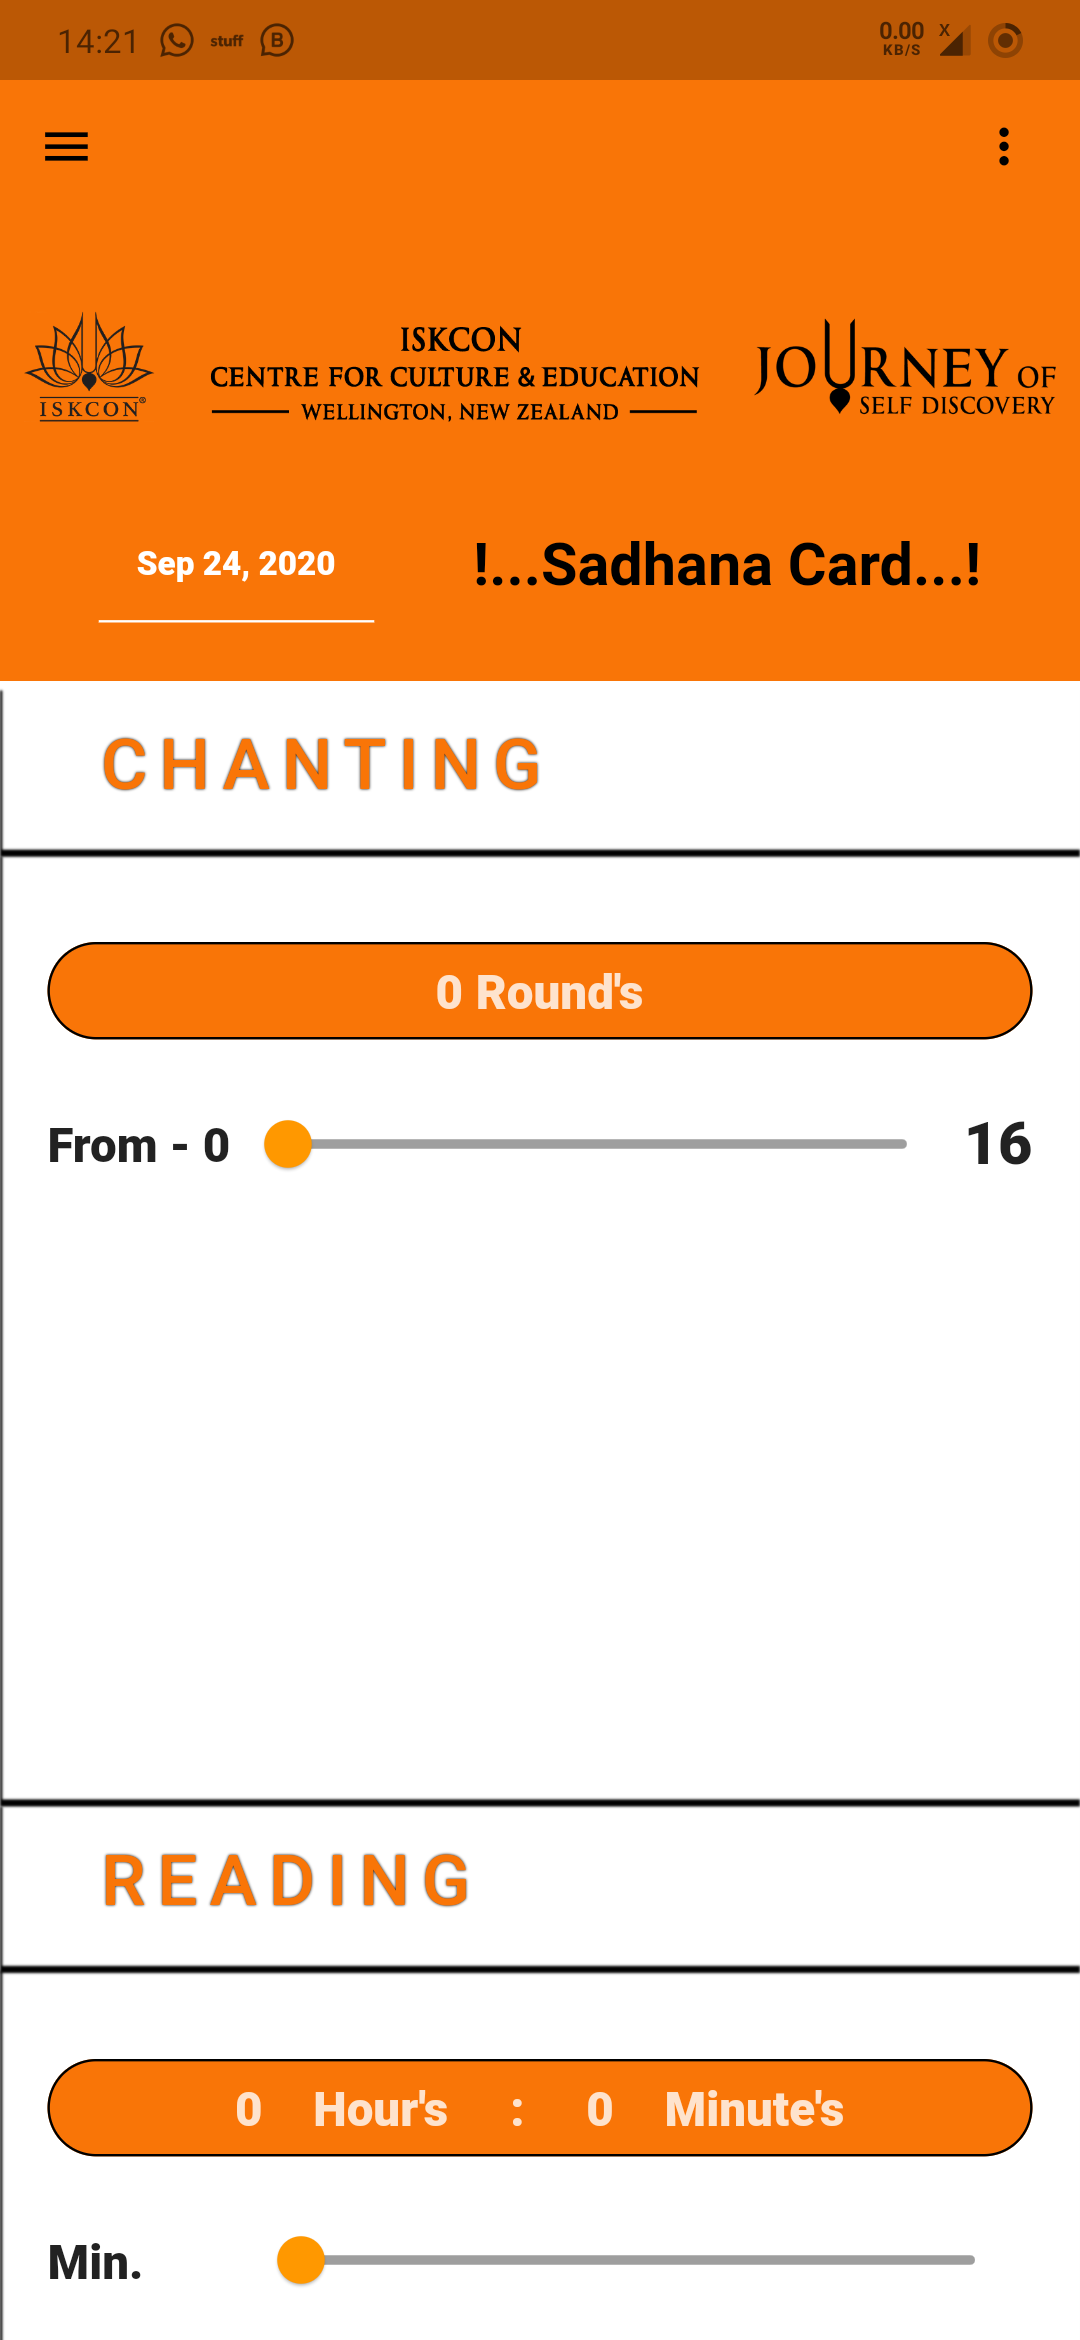 14:21 stuff B 0.00 KB/S X
ISKCON
CENTRE FOR CULTURE & EDUCATION
WELLINGTON, NEW ZEALAND
ISKCON®
JOURNEY OF
SELF DISCOVERY
Sep 24, 2020
!...Sadhana Card...!
CHANTING
0 Round's
From - 0 16
READING
0 Hour's : 0 Minute's
Min.